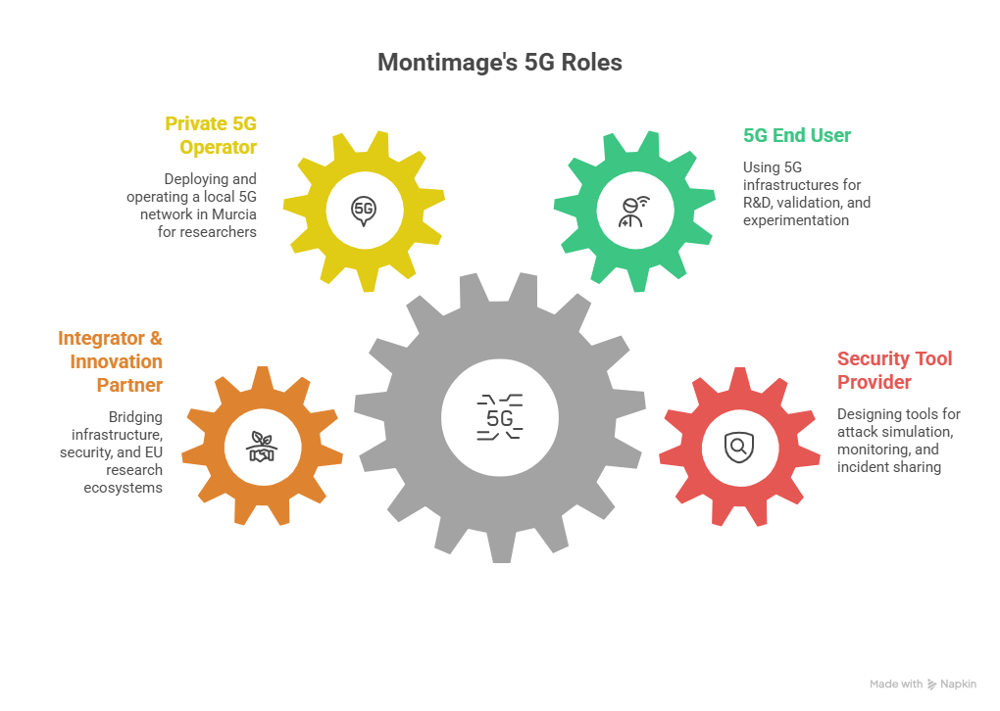 Montimage's 5G Roles
Private 5G
Operator
Deploying and
operating a local 5G
network in Murcia
for researchers
5G
5G End User
Using 5G
infrastructures for
R&D, validation, and
experimentation
Integrator &
Innovation
Partner
Bridging
infrastructure,
security, and EU
research
ecosystems
5G
Security Tool
Provider
Designing tools for
attack simulation,
monitoring, and
incident sharing
Made with Napkin